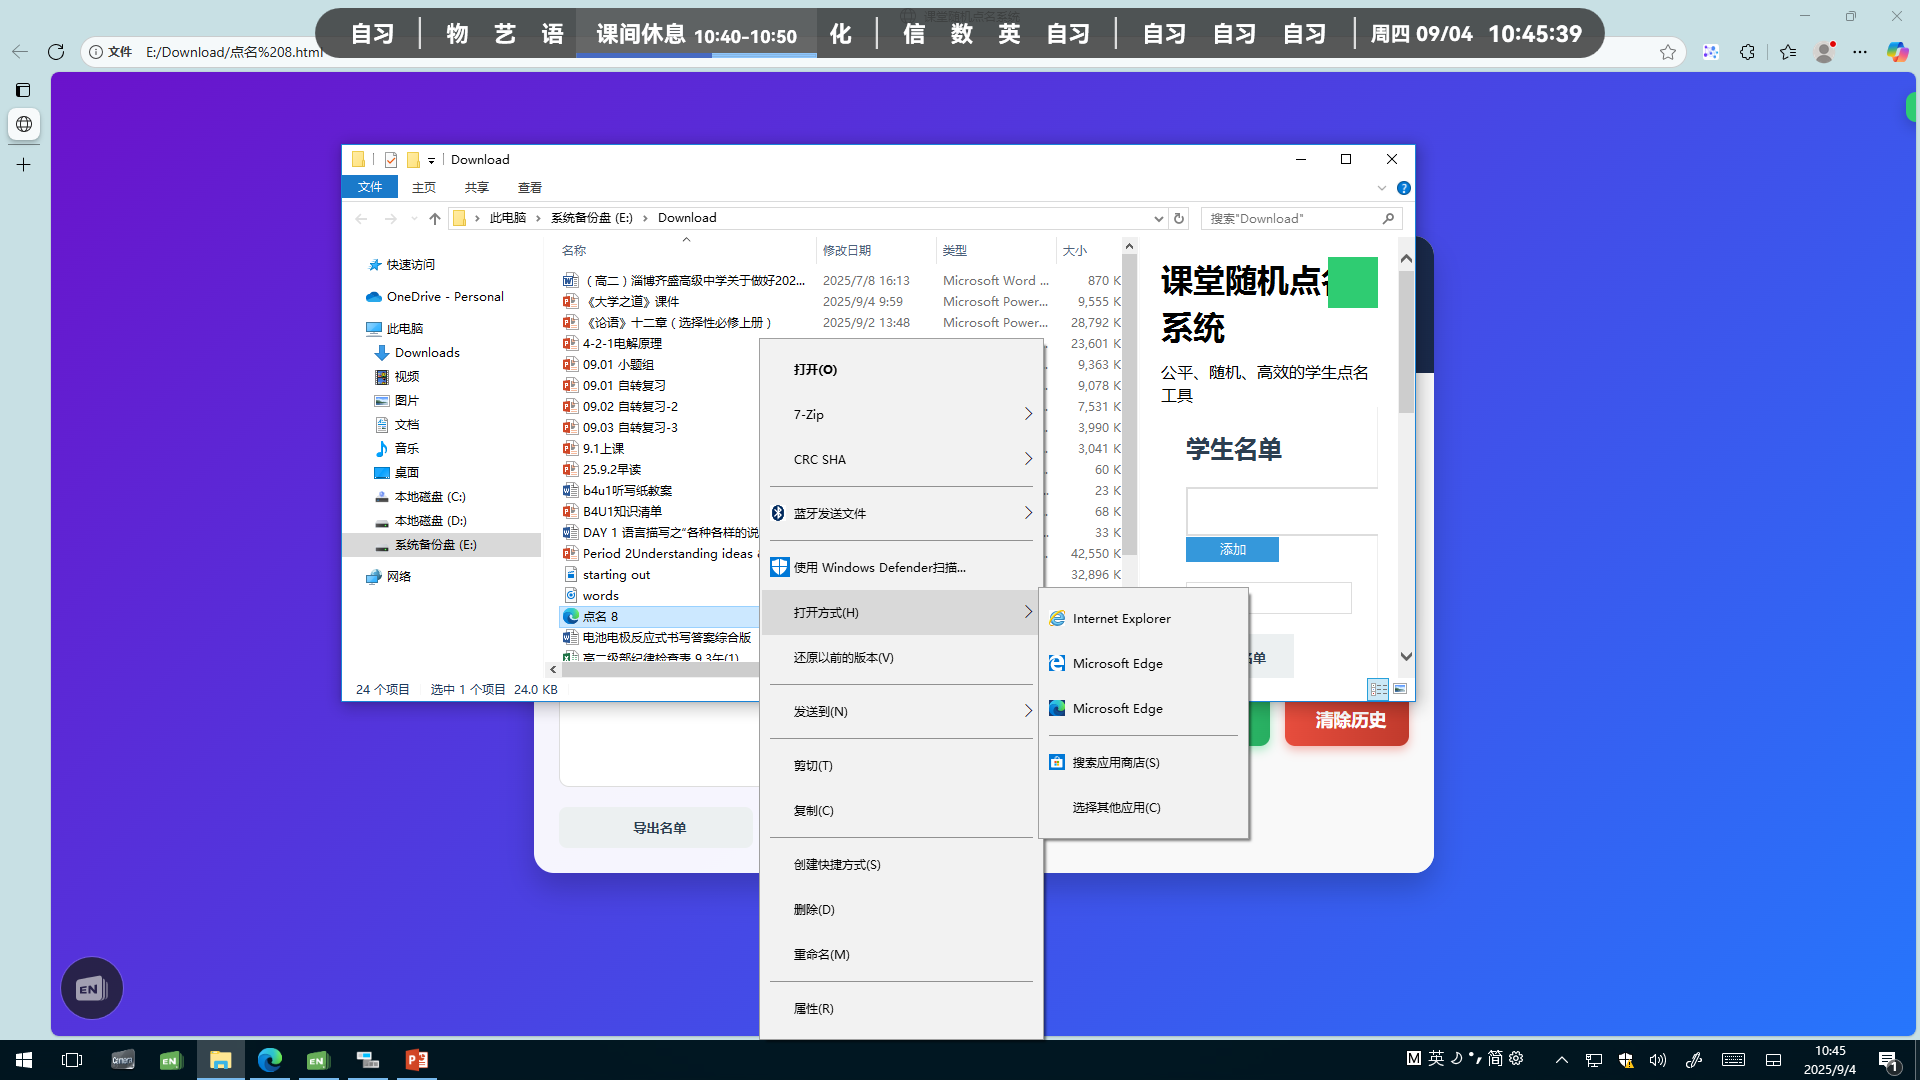 自习 物 艺 语 课间休息 10:40-10:50 化 信 数 英 自习 自习 自习 自习 周四 09/04 10:45:39
文件 E:/Download/点名%208.html
Download
文件 主页 共享 查看
此电脑 系统备份盘 (E:) Download 搜索"Download"
名称 修改日期 类型 大小
快速访问
OneDrive - Personal
此电脑
Downloads
视频
图片
文档
音乐
桌面
本地磁盘 (C:)
本地磁盘 (D:)
系统备份盘 (E:)
网络
（高二）淄博齐盛高级中学关于做好202... 2025/7/8 16:13 Microsoft Word ... 870 K
《大学之道》课件 2025/9/4 9:59 Microsoft Power... 9,555 K
《论语》十二章（选择性必修上册） 2025/9/2 13:48 Microsoft Power... 28,792 K
4-2-1电解原理 23,601 K
09.01 小题组 9,363 K
09.01 自转复习 9,078 K
09.02 自转复习-2 7,531 K
09.03 自转复习-3 3,990 K
9.1上课 3,041 K
25.9.2早读 60 K
b4u1听写纸教案 23 K
B4U1知识清单 68 K
DAY 1 语言描写之“各种各样的说 33 K
Period 2Understanding ideas 42,550 K
starting out 32,896 K
words
点名 8
电池电极反应式书写答案综合版
高二级部纪律检查表 9.3午(1)
24 个项目 选中 1 个项目 24.0 KB
课堂随机点名
系统
公平、随机、高效的学生点名
工具
学生名单
添加
名单
打开(O)
7-Zip
CRC SHA
蓝牙发送文件
使用 Windows Defender扫描...
打开方式(H)
还原以前的版本(V)
发送到(N)
剪切(T)
复制(C)
创建快捷方式(S)
删除(D)
重命名(M)
属性(R)
Internet Explorer
Microsoft Edge
Microsoft Edge
搜索应用商店(S)
选择其他应用(C)
清除历史
导出名单
EN
Camera EN EN
M 英 简
10:45
2025/9/4
1